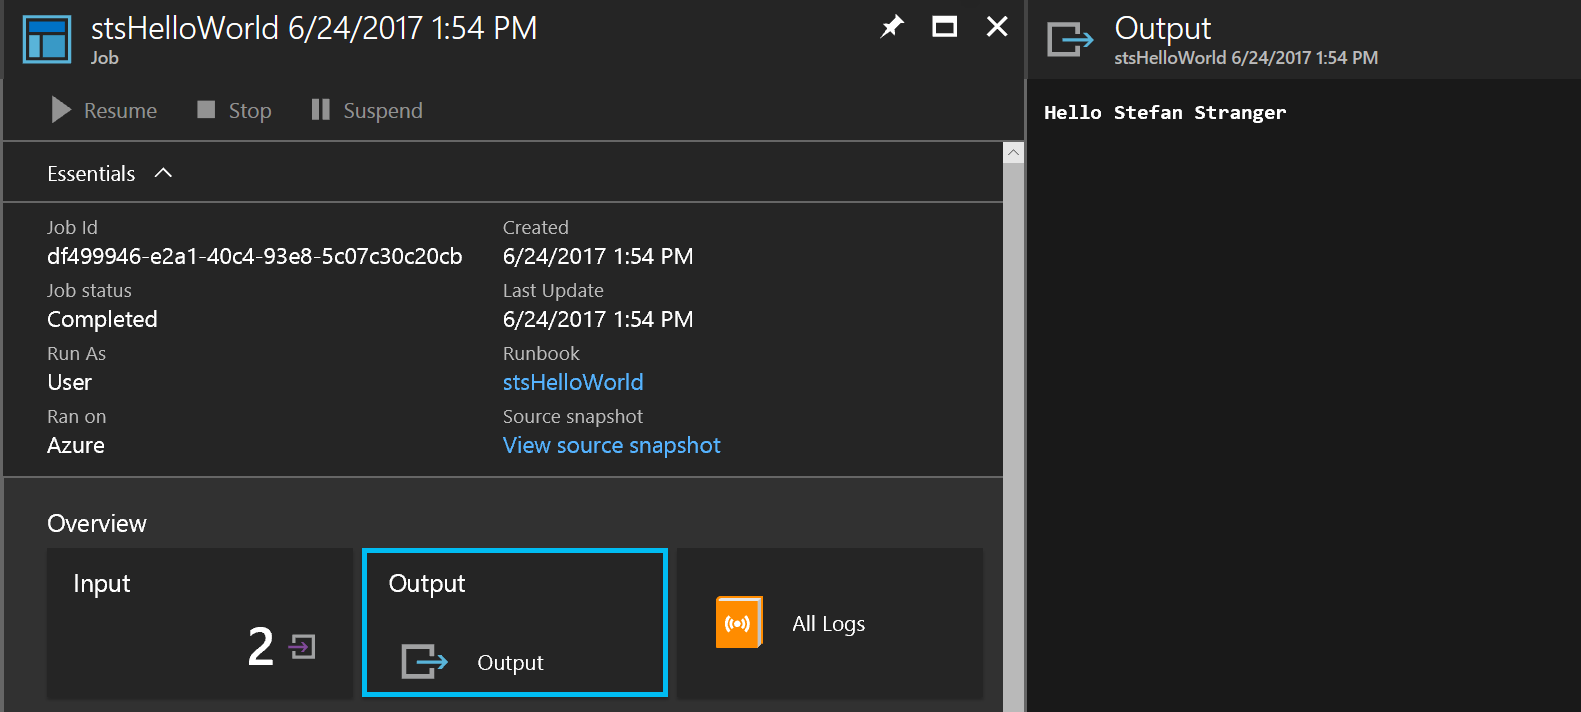 stsHelloWorld 6/24/2017 1:54 PM
Job
Resume
Stop
Suspend
Essentials
Job Id
df499946-e2a1-40c4-93e8-5c07c30c20cb
Job status
Completed
Run As
User
Ran on
Azure
Created
6/24/2017 1:54 PM
Last Update
6/24/2017 1:54 PM
Runbook
stsHelloWorld
Source snapshot
View source snapshot
Overview
Input
2
Output
Output
All Logs
Output
stsHelloWorld 6/24/2017 1:54 PM
Hello Stefan Stranger